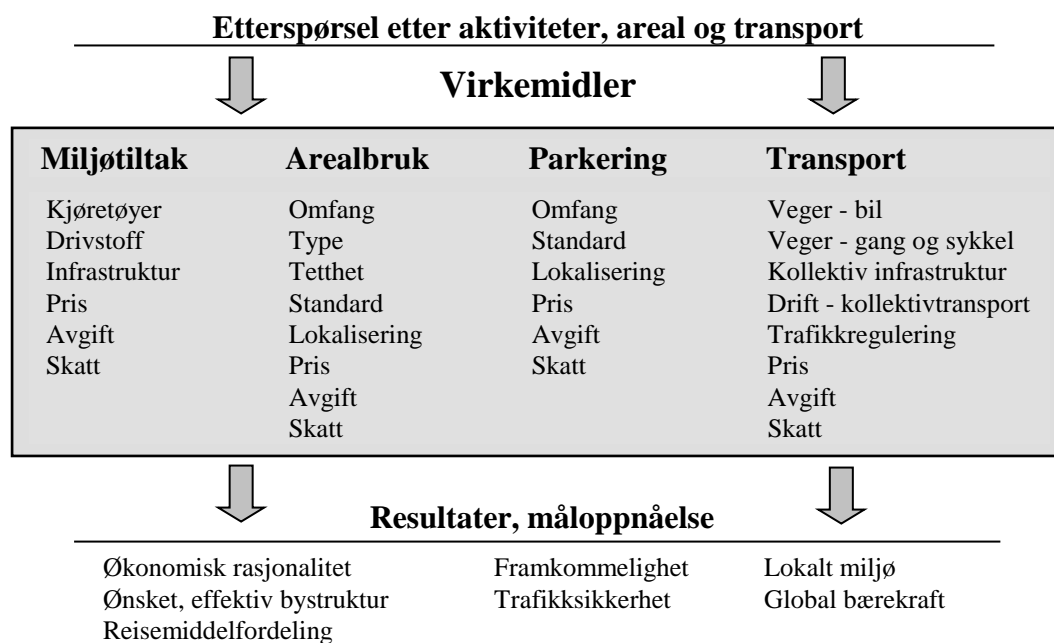 Etterspørsel etter aktiviteter, areal og transport
Virkemidler
Miljøtiltak
Kjøretøyer
Drivstoff
Infrastruktur
Pris
Avgift
Skatt
Arealbruk
Omfang
Type
Tetthet
Standard
Lokalisering
Pris
Avgift
Skatt
Parkering
Omfang
Standard
Lokalisering
Pris
Avgift
Skatt
Transport
Veger - bil
Veger - gang og sykkel
Kollektiv infrastruktur
Drift - kollektivtransport
Trafikkregulering
Pris
Avgift
Skatt
Resultater, måloppnåelse
Økonomisk rasjonalitet
Ønsket, effektiv bystruktur
Reisemiddelfordeling
Framkommelighet
Trafikksikkerhet
Lokalt miljø
Global bærekraft